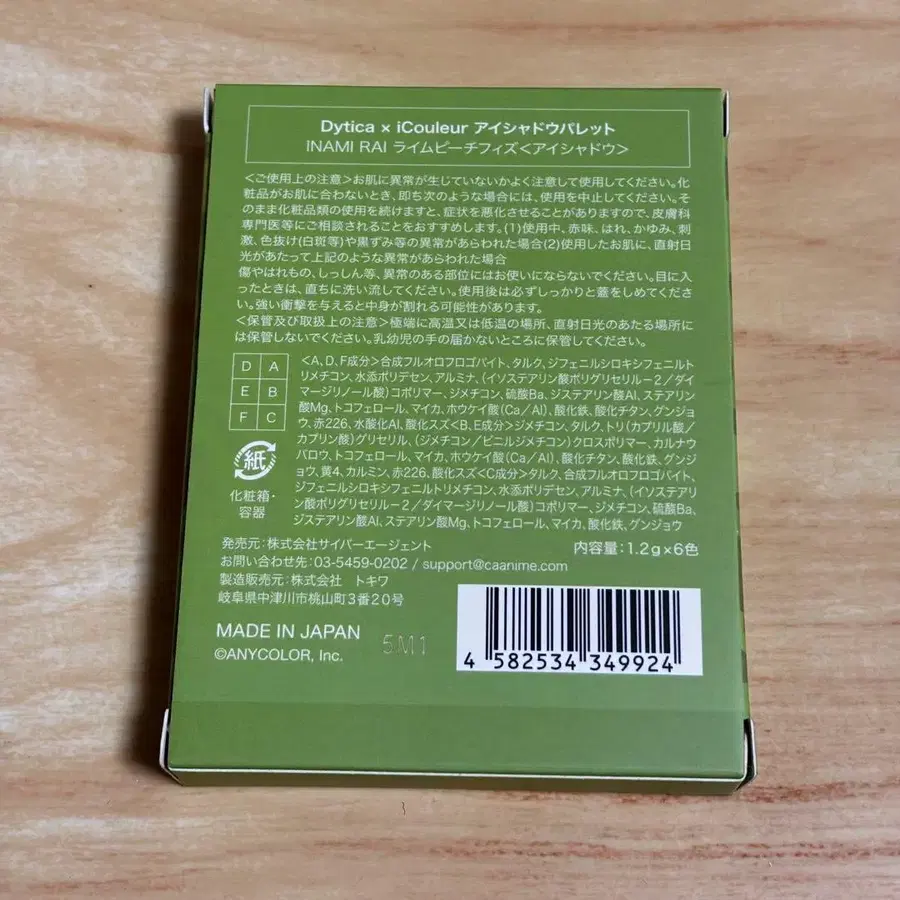 Dytica × iCouleur アイシャドウパレット
INAMI RAI ライムピーチフィズ＜アイシャドウ＞
＜ご使用上の注意＞お肌に異常が生じていないかよく注意して使用してください。化
粧品がお肌に合わないとき、即ち次のような場合には、使用を中止してください。
そのまま化粧品類の使用を続けますと、症状を悪化させることがありますので、皮膚科
専門医等にご相談されることをおすすめします。(1)使用中、赤味、はれ、かゆみ、刺
激、色抜け(白斑等)や黒ずみ等の異常があらわれた場合(2)使用したお肌に、直射日
光があたって上記のような異常があらわれた場合
傷やはれもの、しっしん等、異常のある部位にはお使いにならないでください。目に入
ったときは、直ちに洗い流してください。使用後は必ずしっかりと蓋をしめてくださ
い。強い衝撃を与えると中身が割れる可能性があります。
＜保管及び取扱上の注意＞極端に高温又は低温の場所、直射日光のあたる場所に
は保管しないでください。乳幼児の手の届かないところに保管してください。
D A
E B
F C
＜A、D、F成分＞合成フルオロフロゴパイト、タルク、ジフェニルシロキシフェニルト
リメチコン、水添ポリデセン、アルミナ、(イソステアリン酸ポリグリセリル－2／ダイ
マージリノール酸)コポリマー、ジメチコン、硫酸Ba、ジステアリン酸Al、ステアリン
酸Mg、トコフェロール、マイカ、ホウケイ酸(Ca／Al)、酸化鉄、酸化チタン、グンジョ
ウ、赤226、水酸化Al、酸化スズ＜B、E成分＞ジメチコン、タルク、トリ(カプリル酸／
カプリン酸)グリセリル、(ジメチコン／ビニルジメチコン)クロスポリマー、カルナウ
バロウ、トコフェロール、マイカ、ホウケイ酸(Ca／Al)、酸化チタン、酸化鉄、グンジ
ョウ、黄4、カルミン、赤226、酸化スズ＜C成分＞タルク、合成フルオロフロゴパイト、
ジフェニルシロキシフェニルトリメチコン、水添ポリデセン、アルミナ、(イソステアリ
ン酸ポリグリセリル－2／ダイマージリノール酸)コポリマー、ジメチコン、硫酸Ba、
ジステアリン酸Al、ステアリン酸Mg、トコフェロール、マイカ、酸化鉄、グンジョウ
紙
化粧箱・
容器
発売元：株式会社サイバーエージェント
内容量：1.2g×6色
お問い合わせ先：03-5459-0202 / support@caanime.com
製造販売元：株式会社 トキワ
岐阜県中津川市桃山町3番20号
MADE IN JAPAN
5M1
©ANYCOLOR, Inc.
4 582534 349924